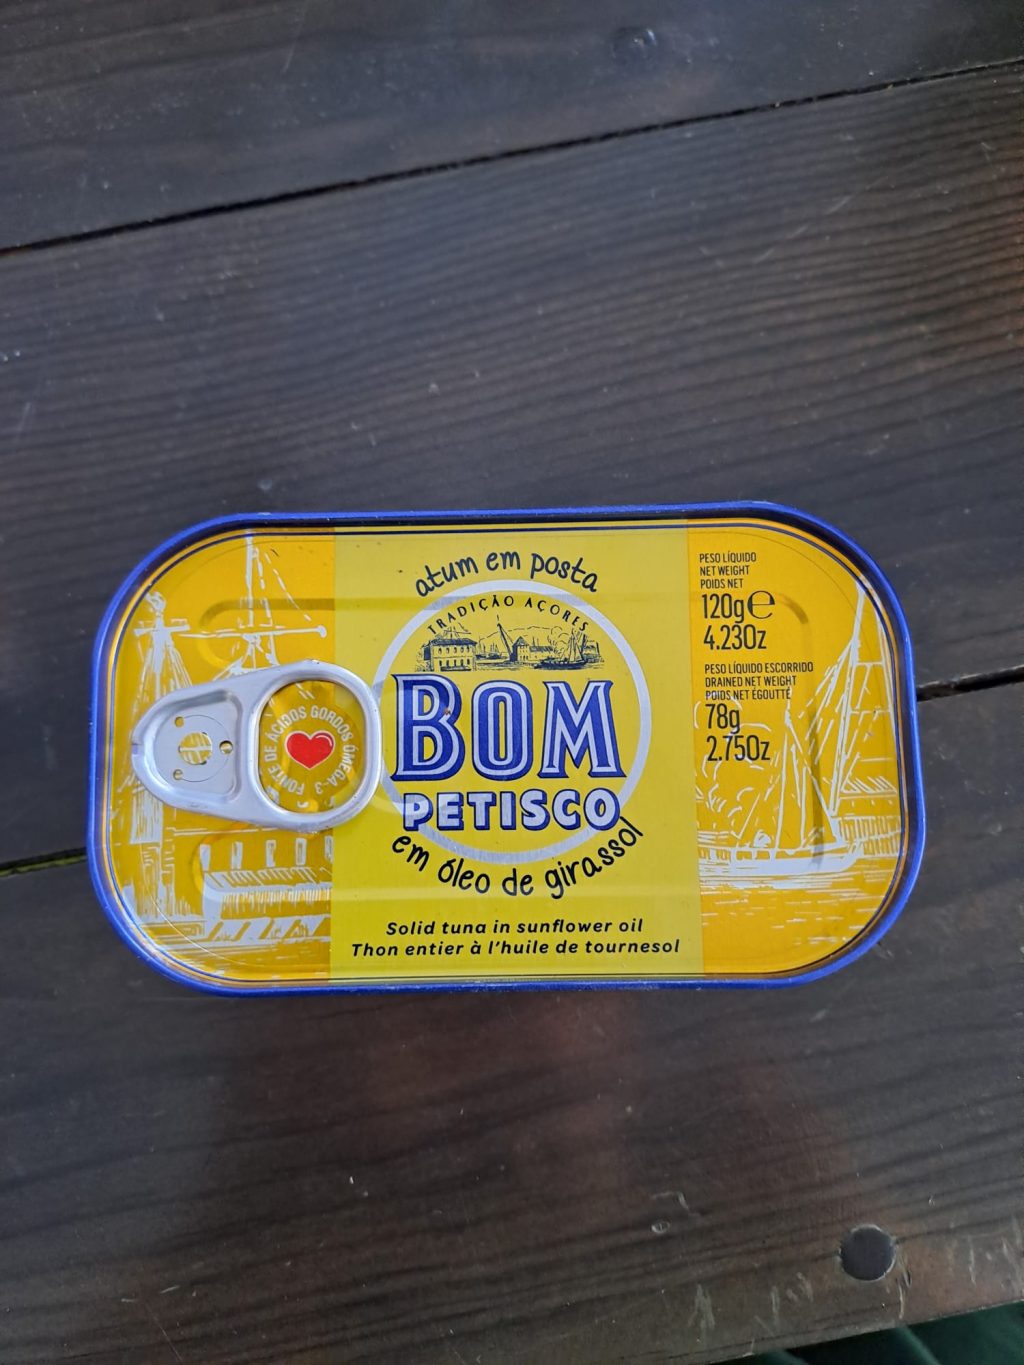 atum em posta
TRADIÇÃO AÇORES
BOM
PETISCO
em óleo de girassol
Solid tuna in sunflower oil
Thon entier à l'huile de tournesol
FONTE DE ÁCIDOS GORDOS ÓMEGA-3
PESO LÍQUIDO
NET WEIGHT
POIDS NET
120g℮
4.23Oz
PESO LÍQUIDO ESCORRIDO
DRAINED NET WEIGHT
POIDS NET ÉGOUTTÉ
78g
2.75Oz